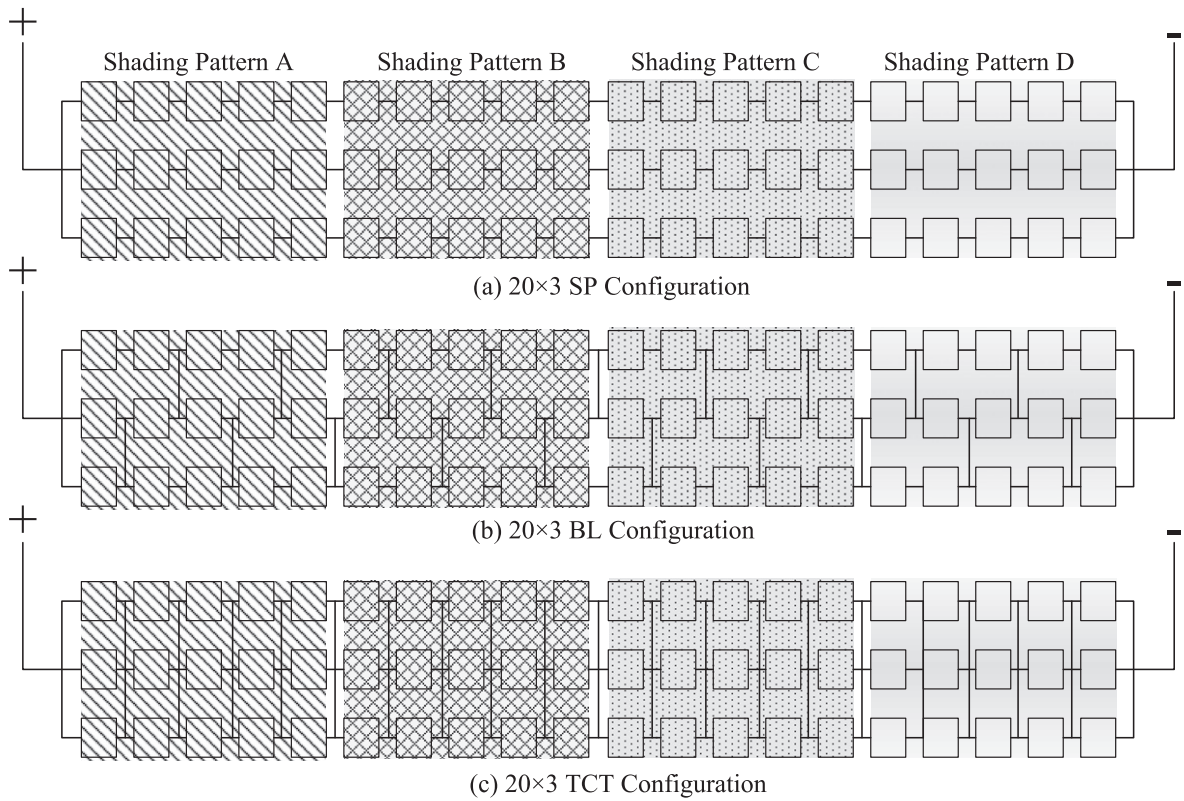 + -
Shading Pattern A Shading Pattern B Shading Pattern C Shading Pattern D
(a) 20×3 SP Configuration
+ -
(b) 20×3 BL Configuration
+ -
(c) 20×3 TCT Configuration